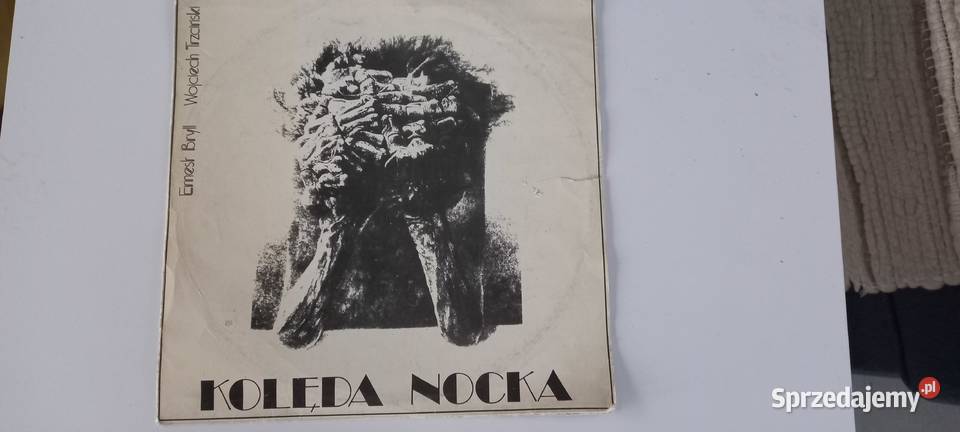 Ernest Bryll Wojciech Trzciński
KOLĘDA NOCKA
Sprzedajemy.pl